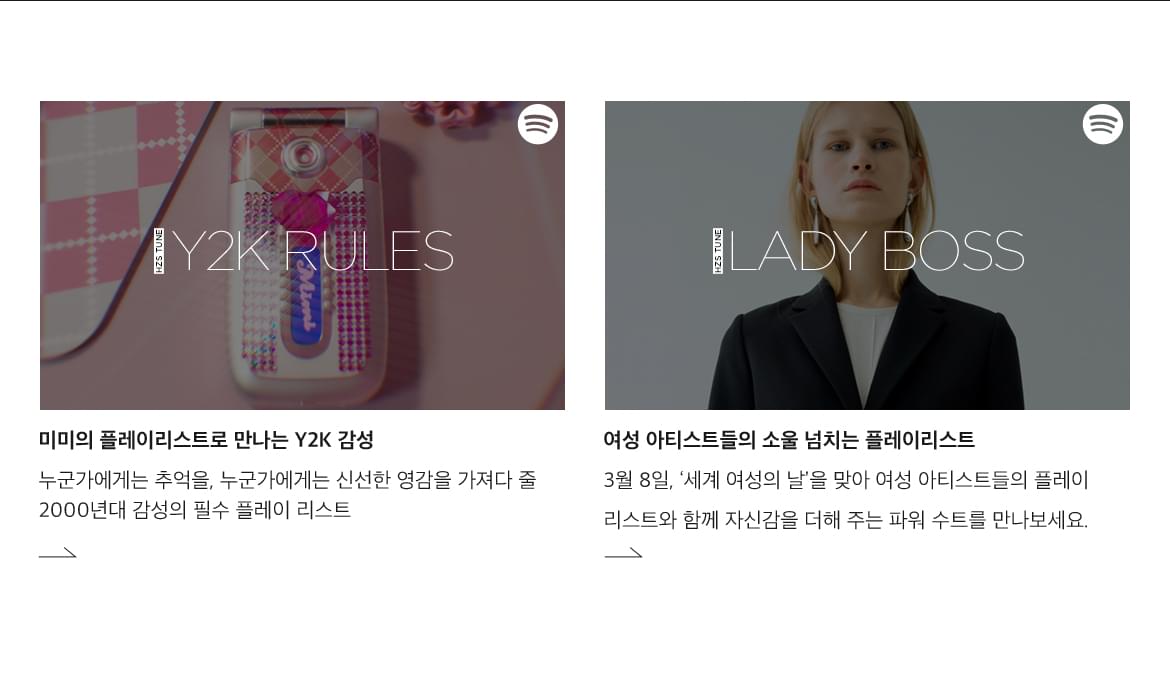 HZS TUNE
Y2K RULES
Mimi
미미의 플레이리스트로 만나는 Y2K 감성
누군가에게는 추억을, 누군가에게는 신선한 영감을 가져다 줄
2000년대 감성의 필수 플레이 리스트
HZS TUNE
LADY BOSS
여성 아티스트들의 소울 넘치는 플레이리스트
3월 8일, ‘세계 여성의 날’을 맞아 여성 아티스트들의 플레이
리스트와 함께 자신감을 더해 주는 파워 수트를 만나보세요.